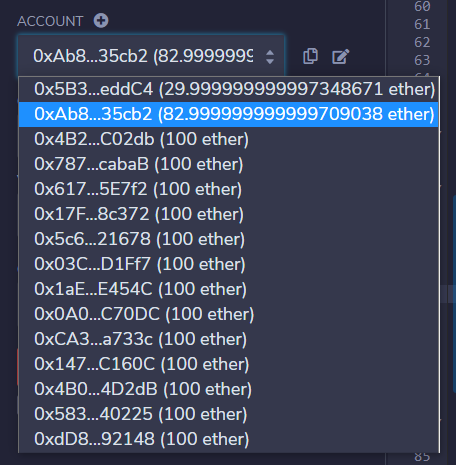 ACCOUNT
0xAb8...35cb2 (82.9999999
0x5B3...eddC4 (29.999999999997348671 ether)
0xAb8...35cb2 (82.999999999999709038 ether)
0x4B2...C02db (100 ether)
0x787...cabaB (100 ether)
0x617...5E7f2 (100 ether)
0x17F...8c372 (100 ether)
0x5c6...21678 (100 ether)
0x03C...D1Ff7 (100 ether)
0x1aE...E454C (100 ether)
0x0A0...C70DC (100 ether)
0xCA3...a733c (100 ether)
0x147...C160C (100 ether)
0x4B0...4D2dB (100 ether)
0x583...40225 (100 ether)
0xdD8...92148 (100 ether)
60
61
62
63
85